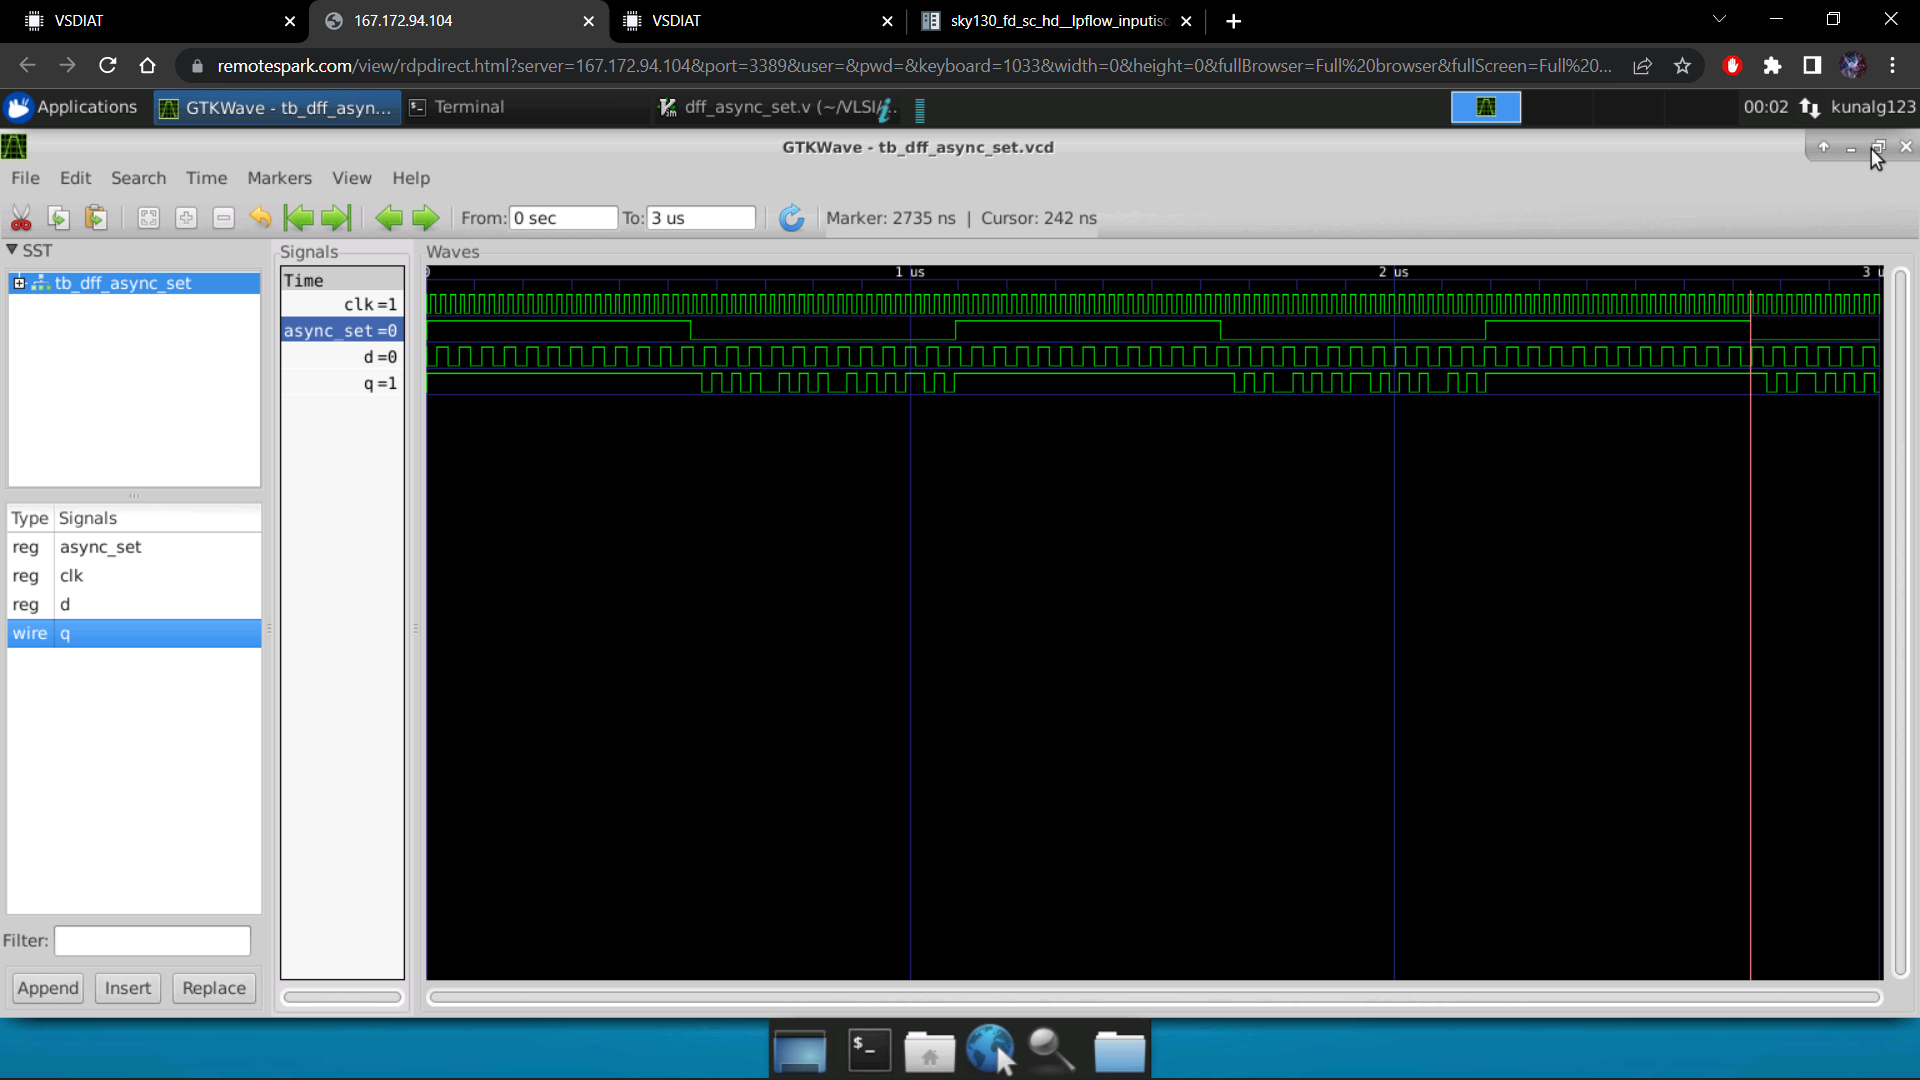 VSDIAT
167.172.94.104
VSDIAT
sky130_fd_sc_hd__lpflow_inputiso
remotespark.com/view/rdpdirect.html?server=167.172.94.104&port=3389&user=&pwd=&keyboard=1033&width=0&height=0&fullBrowser=Full%20browser&fullScreen=Full%20...
Applications
GTKWave - tb_dff_asyn...
Terminal
dff_async_set.v (~/VLSI/
00:02
kunalg123
GTKWave - tb_dff_async_set.vcd
File Edit Search Time Markers View Help
From: 0 sec To: 3 us Marker: 2735 ns | Cursor: 242 ns
SST
Signals
Waves
tb_dff_async_set
Time
0 1 us 2 us 3 u
clk=1
async_set=0
d=0
q=1
Type Signals
reg async_set
reg clk
reg d
wire q
Filter:
Append Insert Replace
$_